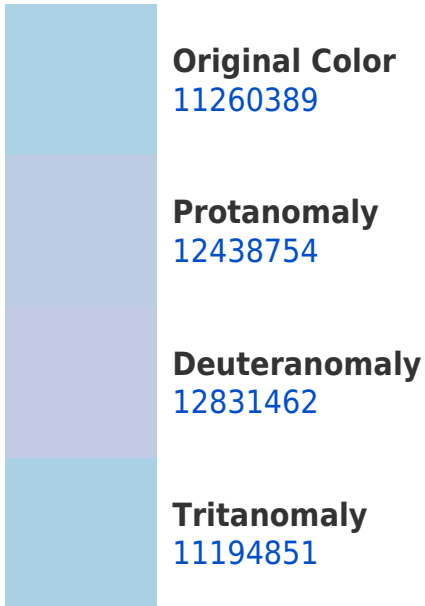 Original Color
11260389
Protanomaly
12438754
Deuteranomaly
12831462
Tritanomaly
11194851